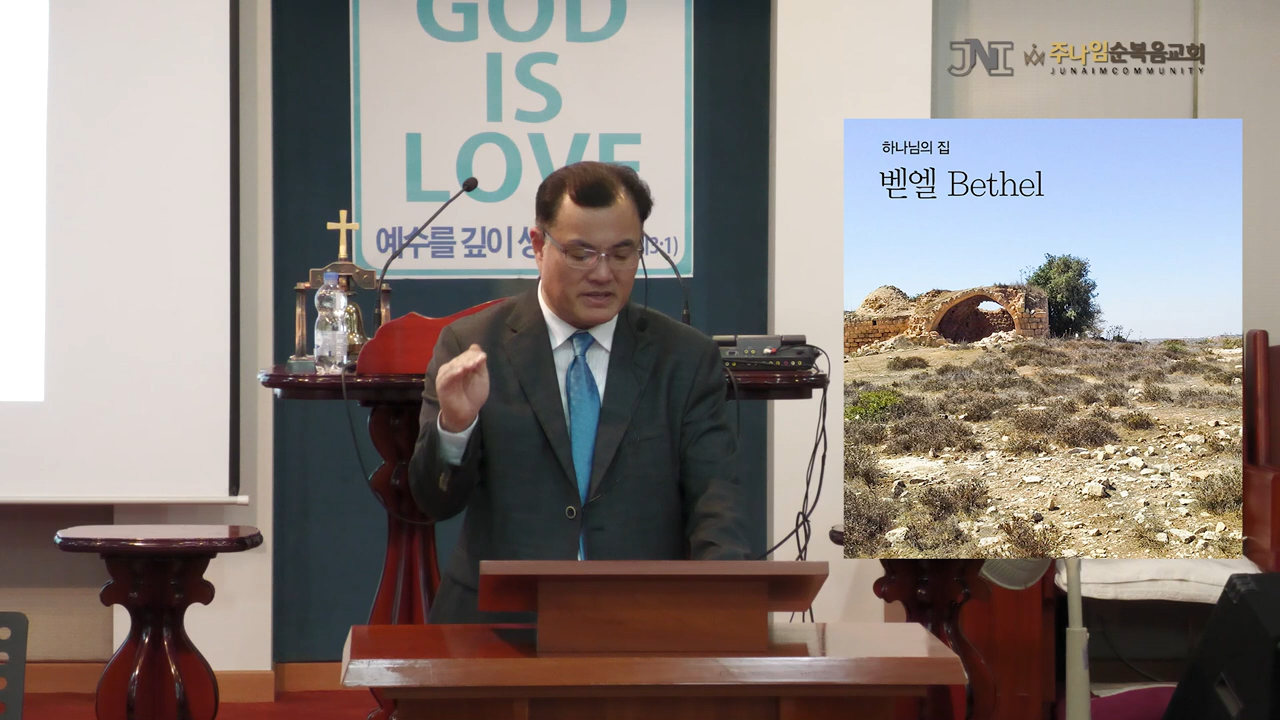 GOD
IS
LOVE
예수를 깊이
3:1)
JNI 주나임순복음교회
JUNAIMCOMMUNITY
하나님의 집
벧엘 Bethel